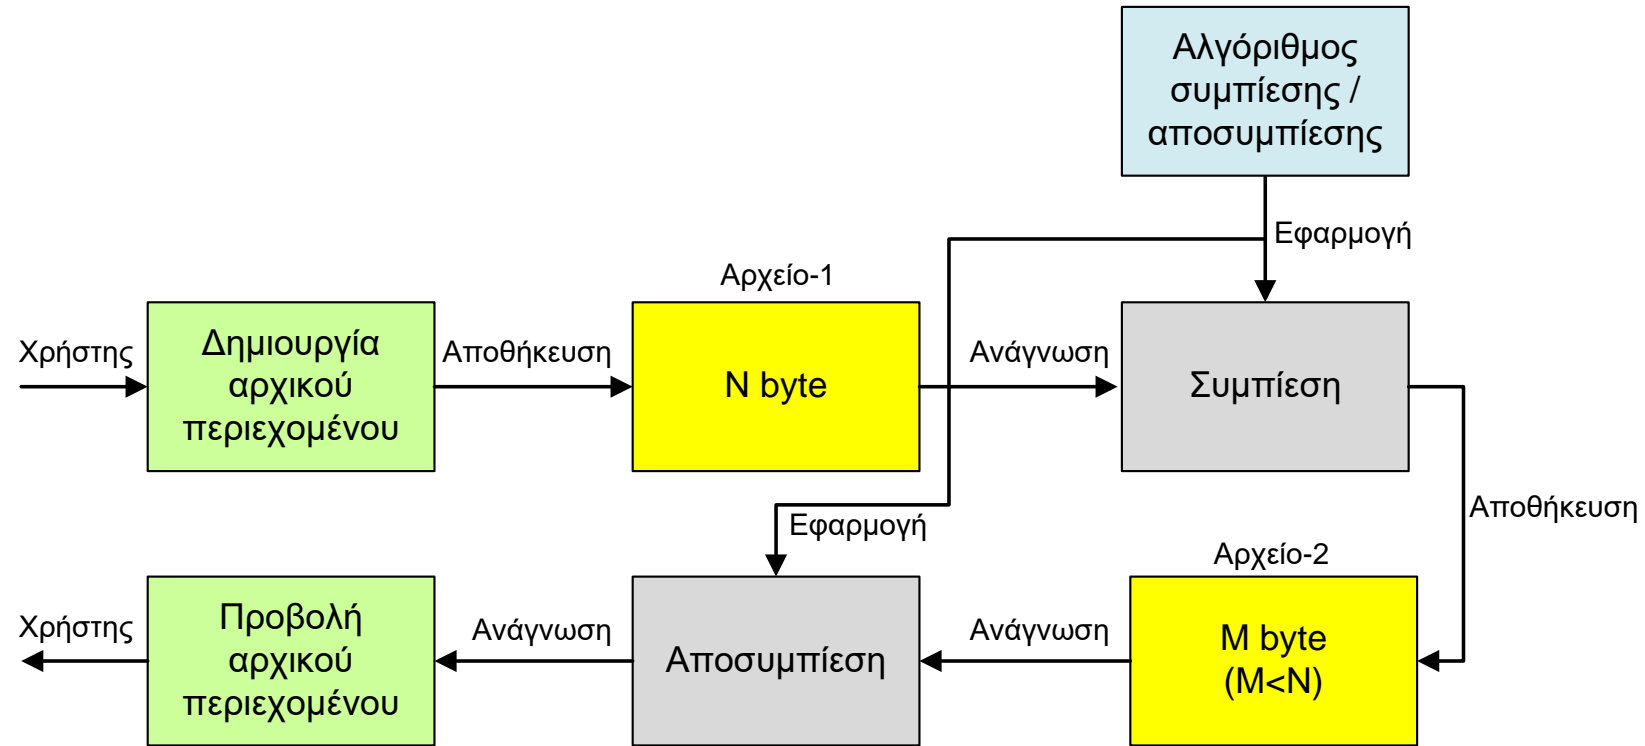 Αλγόριθμος
συμπίεσης /
αποσυμπίεσης
Εφαρμογή
Αρχείο-1
Χρήστης
Δημιουργία
αρχικού
περιεχομένου
Αποθήκευση
N byte
Ανάγνωση
Συμπίεση
Αποθήκευση
Εφαρμογή
Αρχείο-2
Χρήστης
Προβολή
αρχικού
περιεχομένου
Ανάγνωση
Αποσυμπίεση
Ανάγνωση
M byte
(M<N)